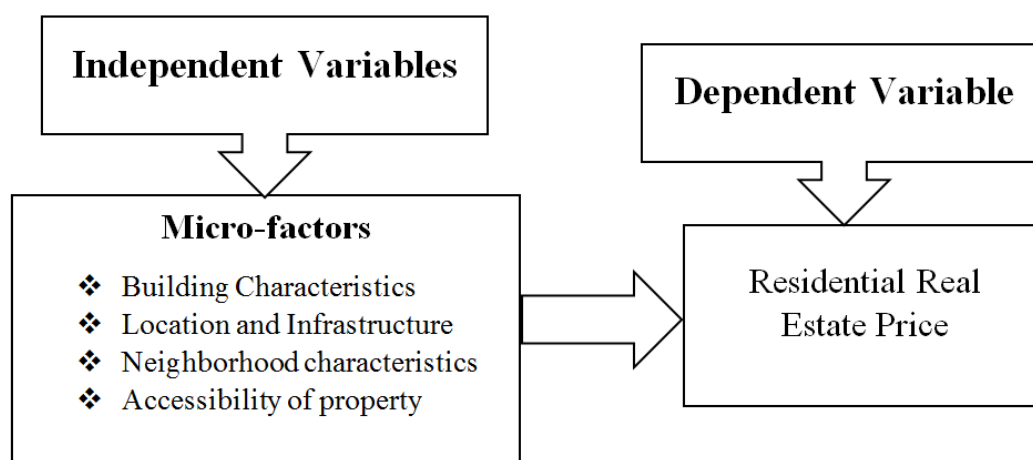 Independent Variables
Dependent Variable
Micro-factors
❖ Building Characteristics
❖ Location and Infrastructure
❖ Neighborhood characteristics
❖ Accessibility of property
Residential Real
Estate Price